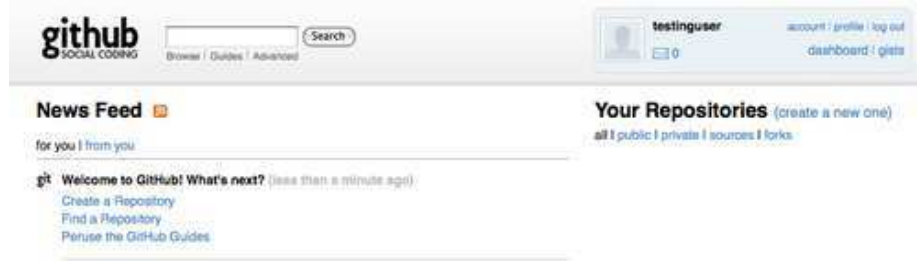 github
SOCIAL CODING
Search
Browse | Guides | Advanced
testinguser
account | profile | log out
0
dashboard | gists
News Feed
for you | from you
git Welcome to GitHub! What's next? (less than a minute ago)
Create a Repository
Find a Repository
Peruse the GitHub Guides
Your Repositories (create a new one)
all | public | private | sources | forks